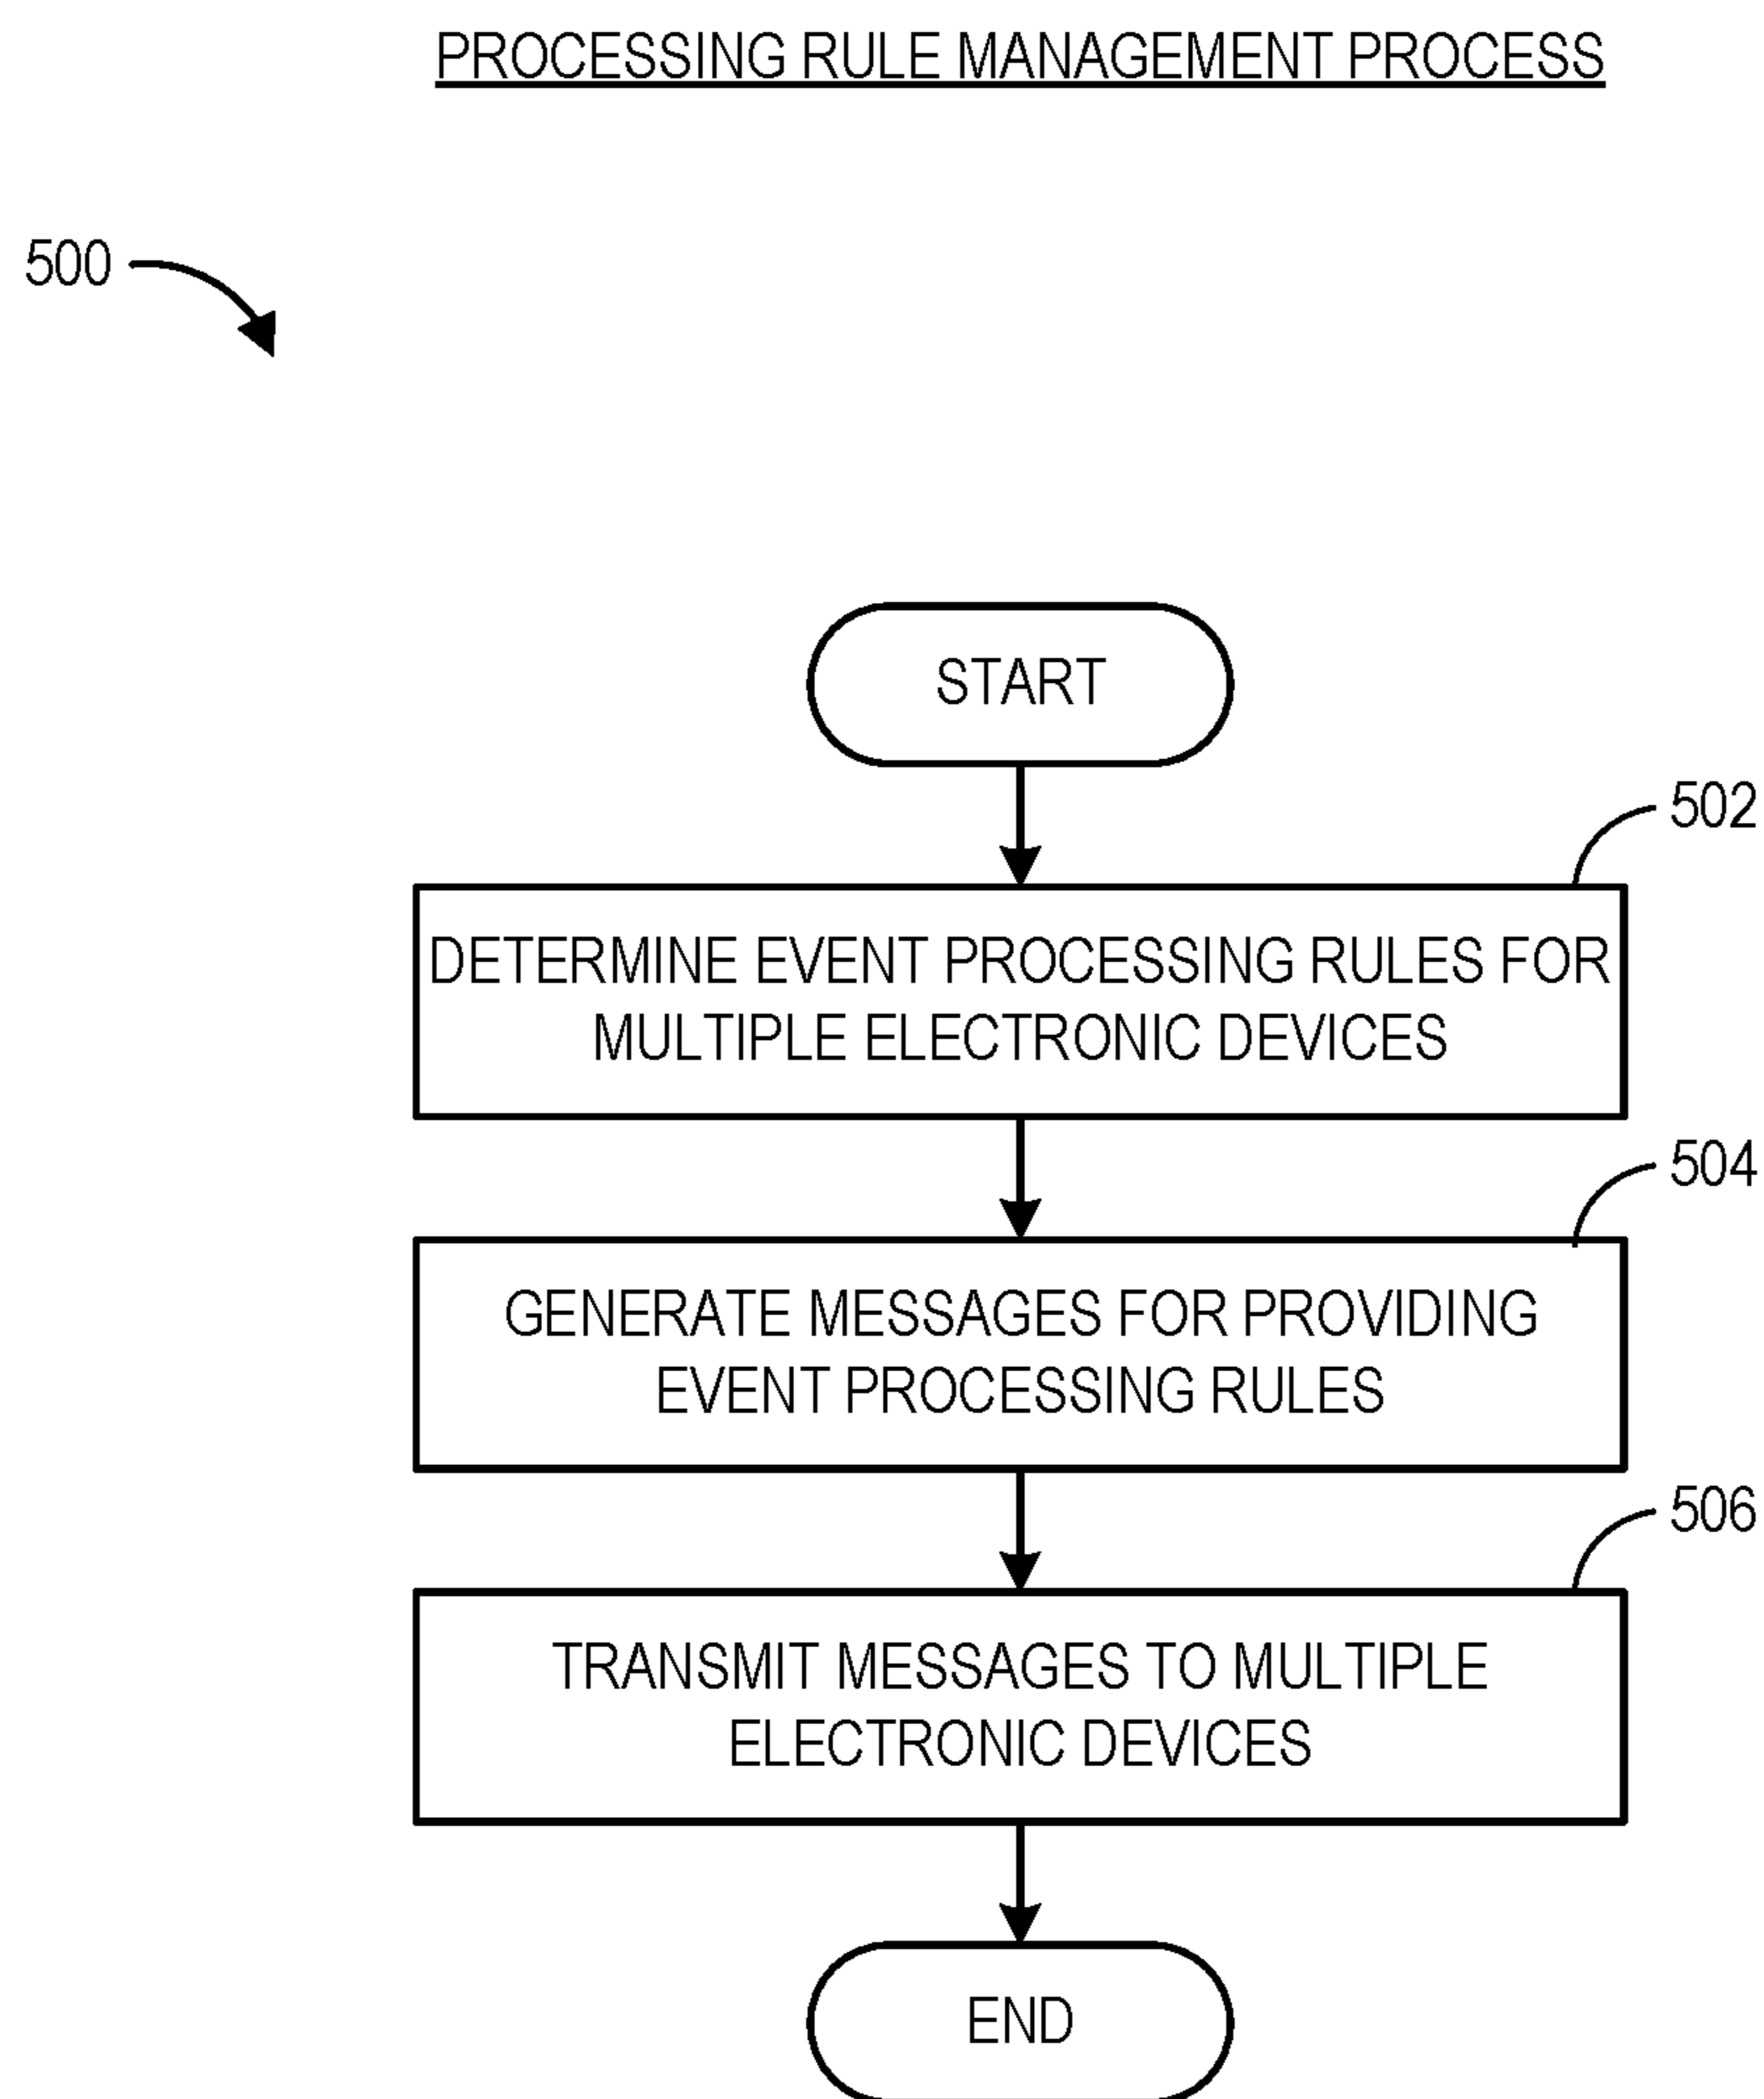 PROCESSING RULE MANAGEMENT PROCESS
500
START
502
DETERMINE EVENT PROCESSING RULES FOR
MULTIPLE ELECTRONIC DEVICES
504
GENERATE MESSAGES FOR PROVIDING
EVENT PROCESSING RULES
506
TRANSMIT MESSAGES TO MULTIPLE
ELECTRONIC DEVICES
END